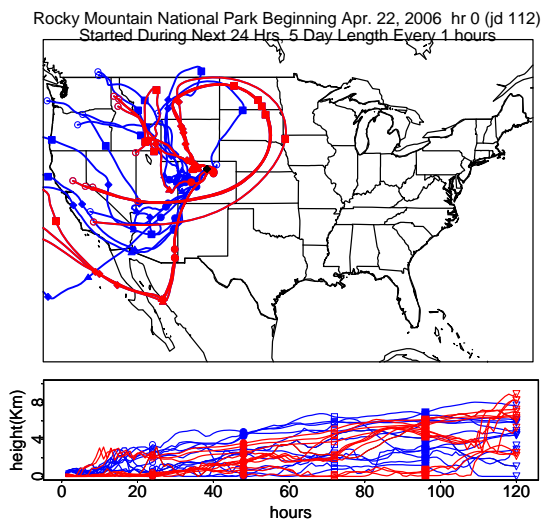 Rocky Mountain National Park Beginning Apr. 22, 2006 hr 0 (jd 112)
Started During Next 24 Hrs, 5 Day Length Every 1 hours
height(Km)
8
4
0
0 20 40 60 80 100 120
hours